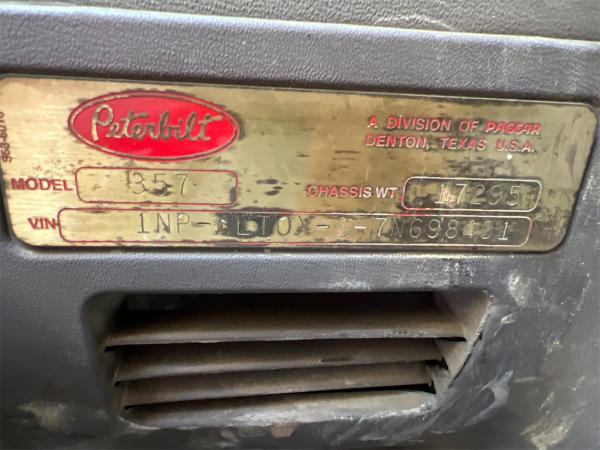 Peterbilt
A DIVISION OF PACCAR
DENTON, TEXAS U.S.A.
MODEL 357
CHASSIS WT. 17295
VIN